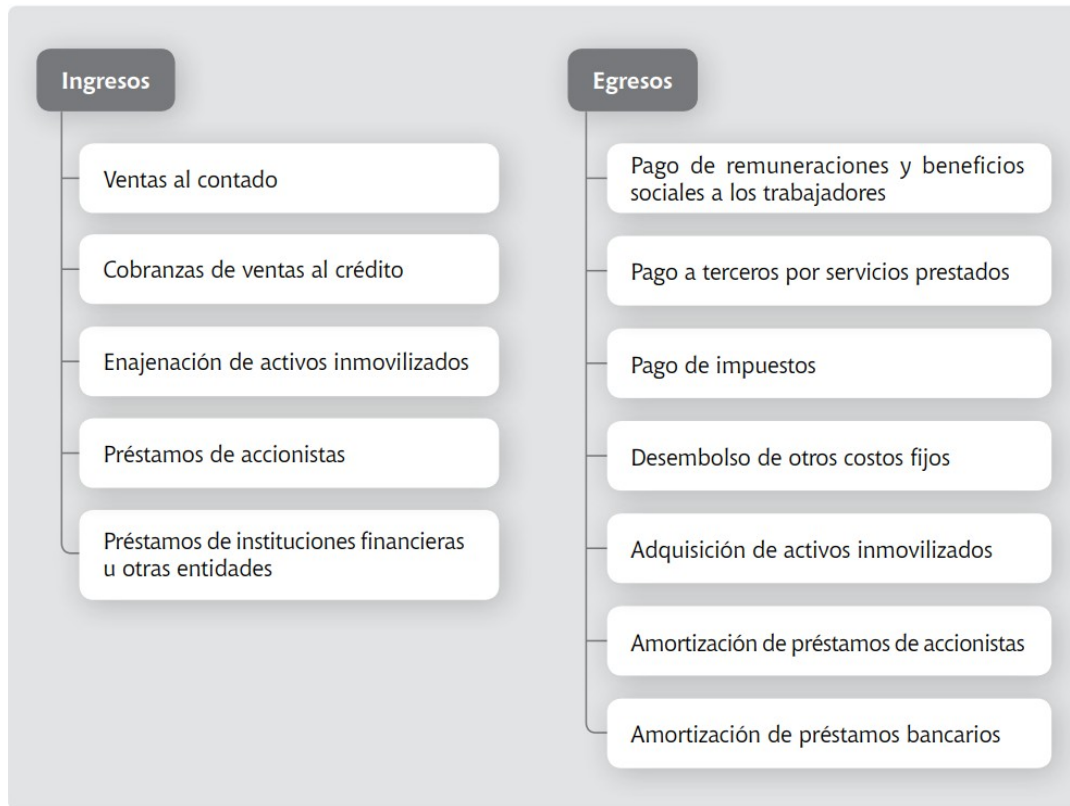 Ingresos
Ventas al contado
Cobranzas de ventas al crédito
Enajenación de activos inmovilizados
Préstamos de accionistas
Préstamos de instituciones financieras
u otras entidades
Egresos
Pago de remuneraciones y beneficios
sociales a los trabajadores
Pago a terceros por servicios prestados
Pago de impuestos
Desembolso de otros costos fijos
Adquisición de activos inmovilizados
Amortización de préstamos de accionistas
Amortización de préstamos bancarios